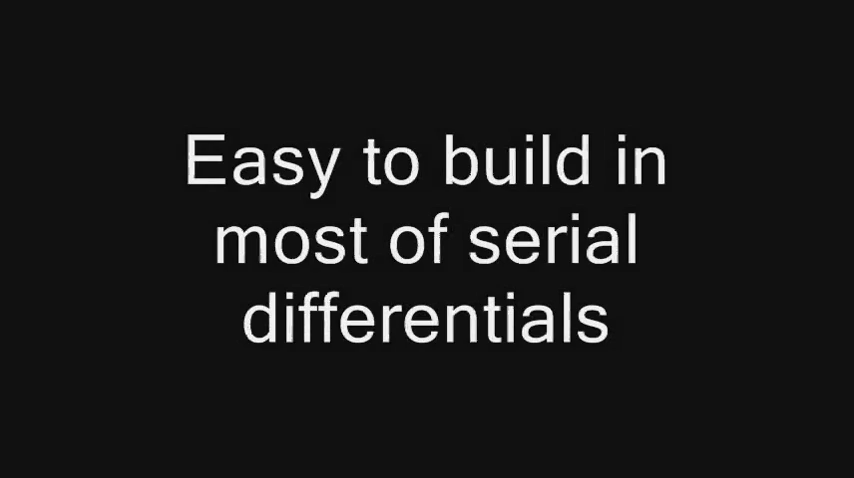 Easy to build in
most of serial
differentials